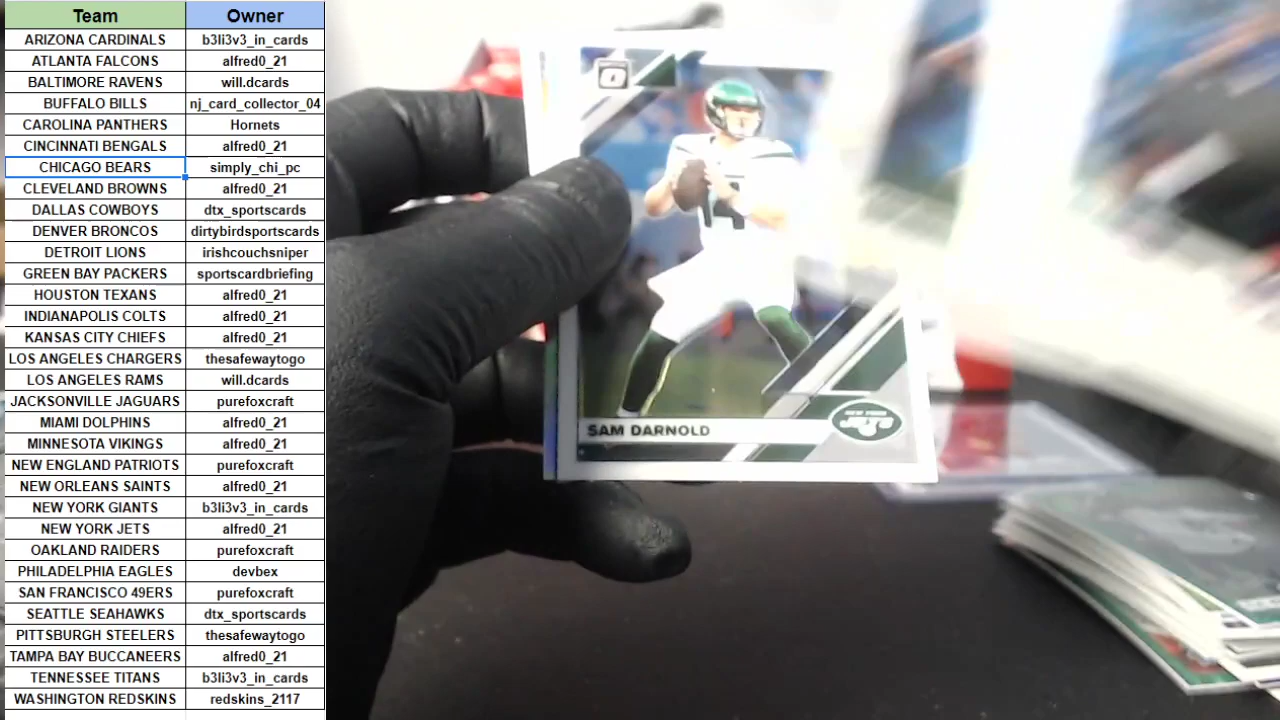 Team Owner
ARIZONA CARDINALS b3li3v3_in_cards
ATLANTA FALCONS alfred0_21
BALTIMORE RAVENS will.dcards
BUFFALO BILLS nj_card_collector_04
CAROLINA PANTHERS Hornets
CINCINNATI BENGALS alfred0_21
CHICAGO BEARS simply_chi_pc
CLEVELAND BROWNS alfred0_21
DALLAS COWBOYS dtx_sportscards
DENVER BRONCOS dirtybirdsportscards
DETROIT LIONS irishcouchsniper
GREEN BAY PACKERS sportscardbriefing
HOUSTON TEXANS alfred0_21
INDIANAPOLIS COLTS alfred0_21
KANSAS CITY CHIEFS alfred0_21
LOS ANGELES CHARGERS thesafewaytogo
LOS ANGELES RAMS will.dcards
JACKSONVILLE JAGUARS purefoxcraft
MIAMI DOLPHINS alfred0_21
MINNESOTA VIKINGS alfred0_21
NEW ENGLAND PATRIOTS purefoxcraft
NEW ORLEANS SAINTS alfred0_21
NEW YORK GIANTS b3li3v3_in_cards
NEW YORK JETS alfred0_21
OAKLAND RAIDERS purefoxcraft
PHILADELPHIA EAGLES devbex
SAN FRANCISCO 49ERS purefoxcraft
SEATTLE SEAHAWKS dtx_sportscards
PITTSBURGH STEELERS thesafewaytogo
TAMPA BAY BUCCANEERS alfred0_21
TENNESSEE TITANS b3li3v3_in_cards
WASHINGTON REDSKINS redskins_2117
14
SAM DARNOLD